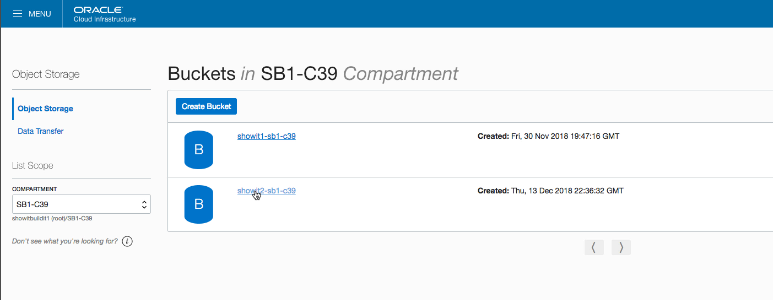 MENU
ORACLE
Cloud Infrastructure
Object Storage
Object Storage
Data Transfer
List Scope
COMPARTMENT
SB1-C39
showitbuildit1 (root)/SB1-C39
Don't see what you're looking for? i
Buckets in SB1-C39 Compartment
Create Bucket
B
showit1-sb1-c39
Created: Fri, 30 Nov 2018 19:47:16 GMT
B
showit2-sb1-c39
Created: Thu, 13 Dec 2018 22:36:32 GMT